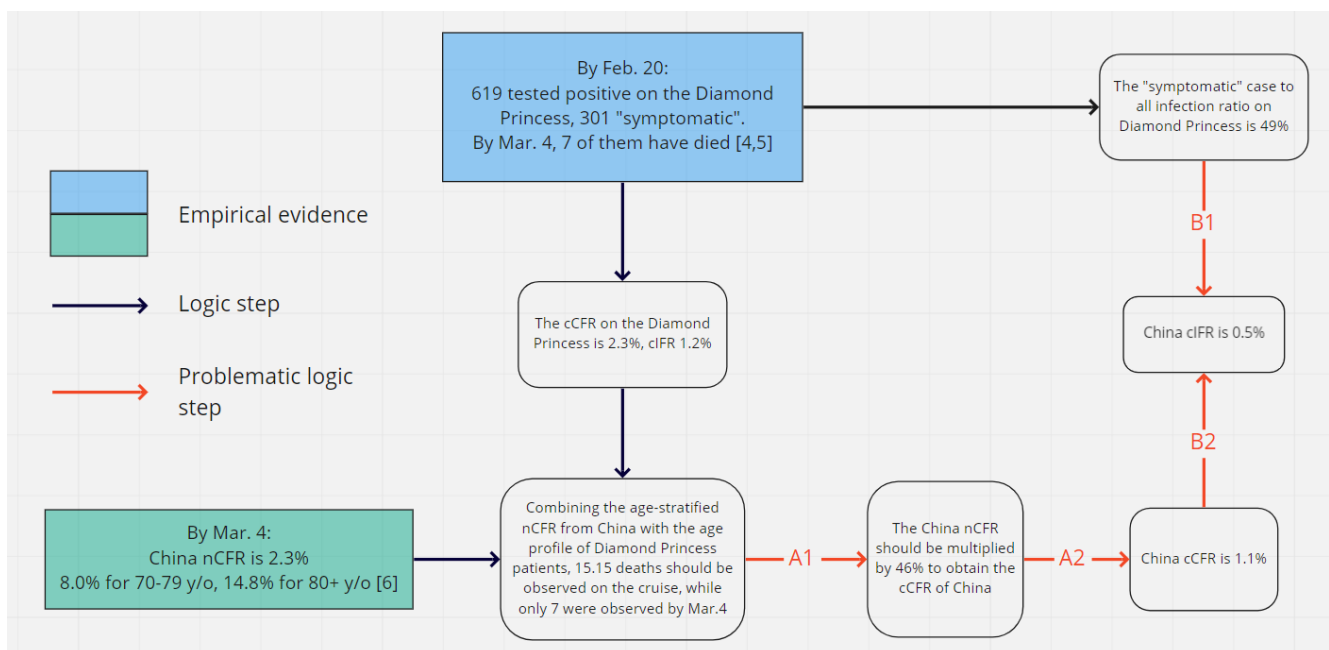 By Feb. 20:
619 tested positive on the Diamond
Princess, 301 "symptomatic".
By Mar. 4, 7 of them have died [4,5]
The "symptomatic" case to
all infection ratio on
Diamond Princess is 49%
Empirical evidence
Logic step
Problematic logic
step
B1
The cCFR on the Diamond
Princess is 2.3%, cIFR 1.2%
China cIFR is 0.5%
B2
By Mar. 4:
China nCFR is 2.3%
8.0% for 70-79 y/o, 14.8% for 80+ y/o [6]
Combining the age-stratified
nCFR from China with the age
profile of Diamond Princess
patients, 15.15 deaths should be
observed on the cruise, while
only 7 were observed by Mar.4
A1
The China nCFR
should be multiplied
by 46% to obtain the
cCFR of China
A2
China cCFR is 1.1%